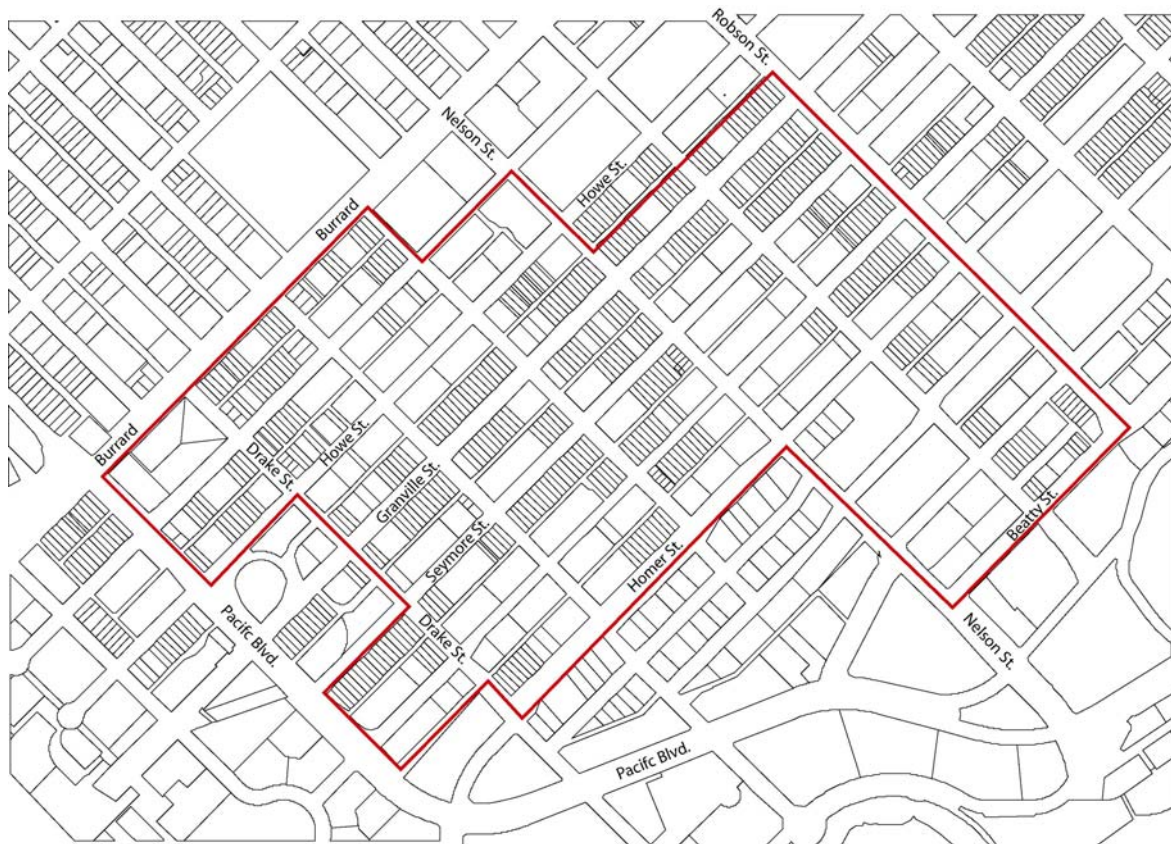 Robson St.
Nelson St.
Howe St.
Burrard
Burrard
Drake St.
Howe St.
Granville St.
Seymore St.
Homer St.
Beatty St.
Pacifc Blvd.
Drake St.
Nelson St.
Pacifc Blvd.